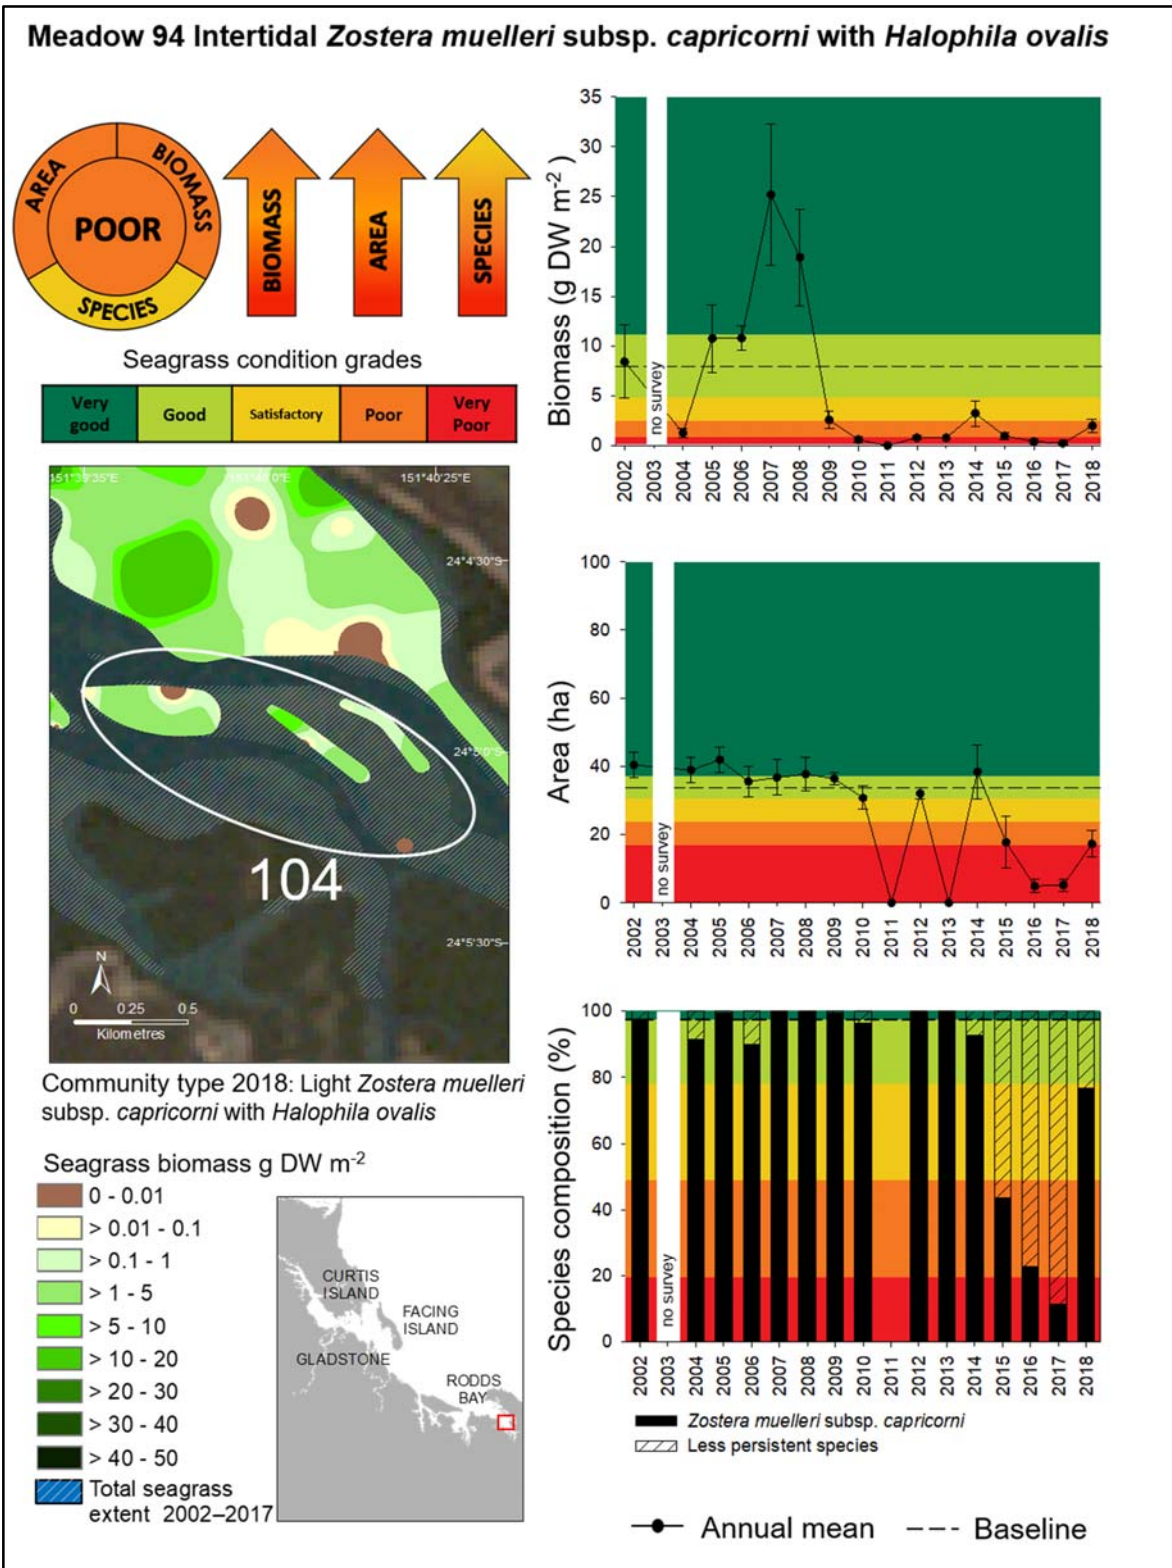 Meadow 94 Intertidal Zostera muelleri subsp. capricorni with Halophila ovalis
AREA
BIOMASS
POOR
SPECIES
BIOMASS
AREA
SPECIES
Seagrass condition grades
Very good
Good
Satisfactory
Poor
Very Poor
151°39'35"E
151°40'25"E
24°4'30"S
24°5'0"S
24°5'30"S
104
N
0 0.25 0.5
Kilometres
Community type 2018: Light Zostera muelleri
subsp. capricorni with Halophila ovalis
Seagrass biomass g DW m-2
0 - 0.01
> 0.01 - 0.1
> 0.1 - 1
> 1 - 5
> 5 - 10
> 10 - 20
> 20 - 30
> 30 - 40
> 40 - 50
Total seagrass
extent 2002–2017
CURTIS
ISLAND
FACING
ISLAND
GLADSTONE
RODDS
BAY
Biomass (g DW m-2)
35
30
25
20
15
10
5
0
no survey
2002 2003 2004 2005 2006 2007 2008 2009 2010 2011 2012 2013 2014 2015 2016 2017 2018
Area (ha)
100
80
60
40
20
0
no survey
2002 2003 2004 2005 2006 2007 2008 2009 2010 2011 2012 2013 2014 2015 2016 2017 2018
Species composition (%)
100
80
60
40
20
0
no survey
2002 2003 2004 2005 2006 2007 2008 2009 2010 2011 2012 2013 2014 2015 2016 2017 2018
Zostera muelleri subsp. capricorni
Less persistent species
Annual mean
Baseline